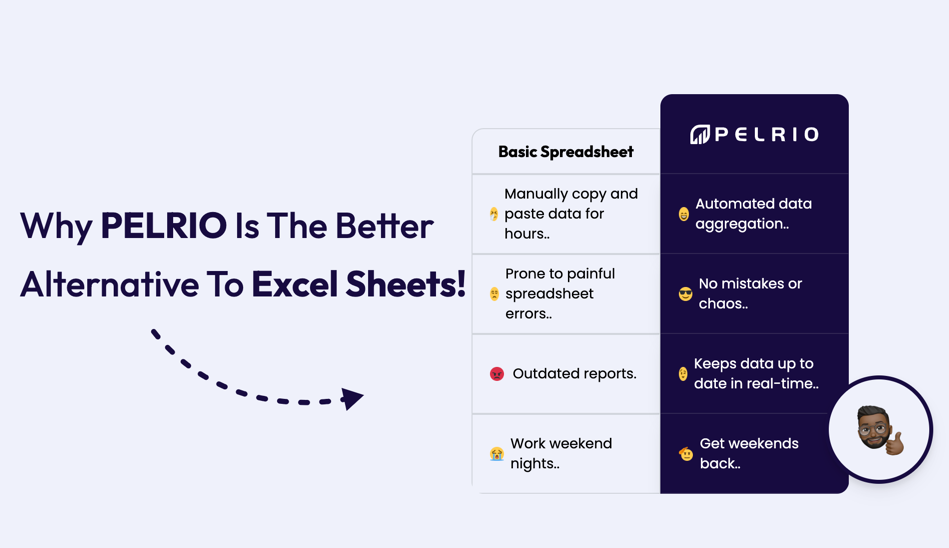 Why PELRIO Is The Better
Alternative To Excel Sheets!
Basic Spreadsheet
PELRIO
Manually copy and
paste data for
hours..
Automated data
aggregation..
Prone to painful
spreadsheet
errors..
No mistakes or
chaos..
Outdated reports.
Keeps data up to
date in real-time..
Work weekend
nights..
Get weekends
back..